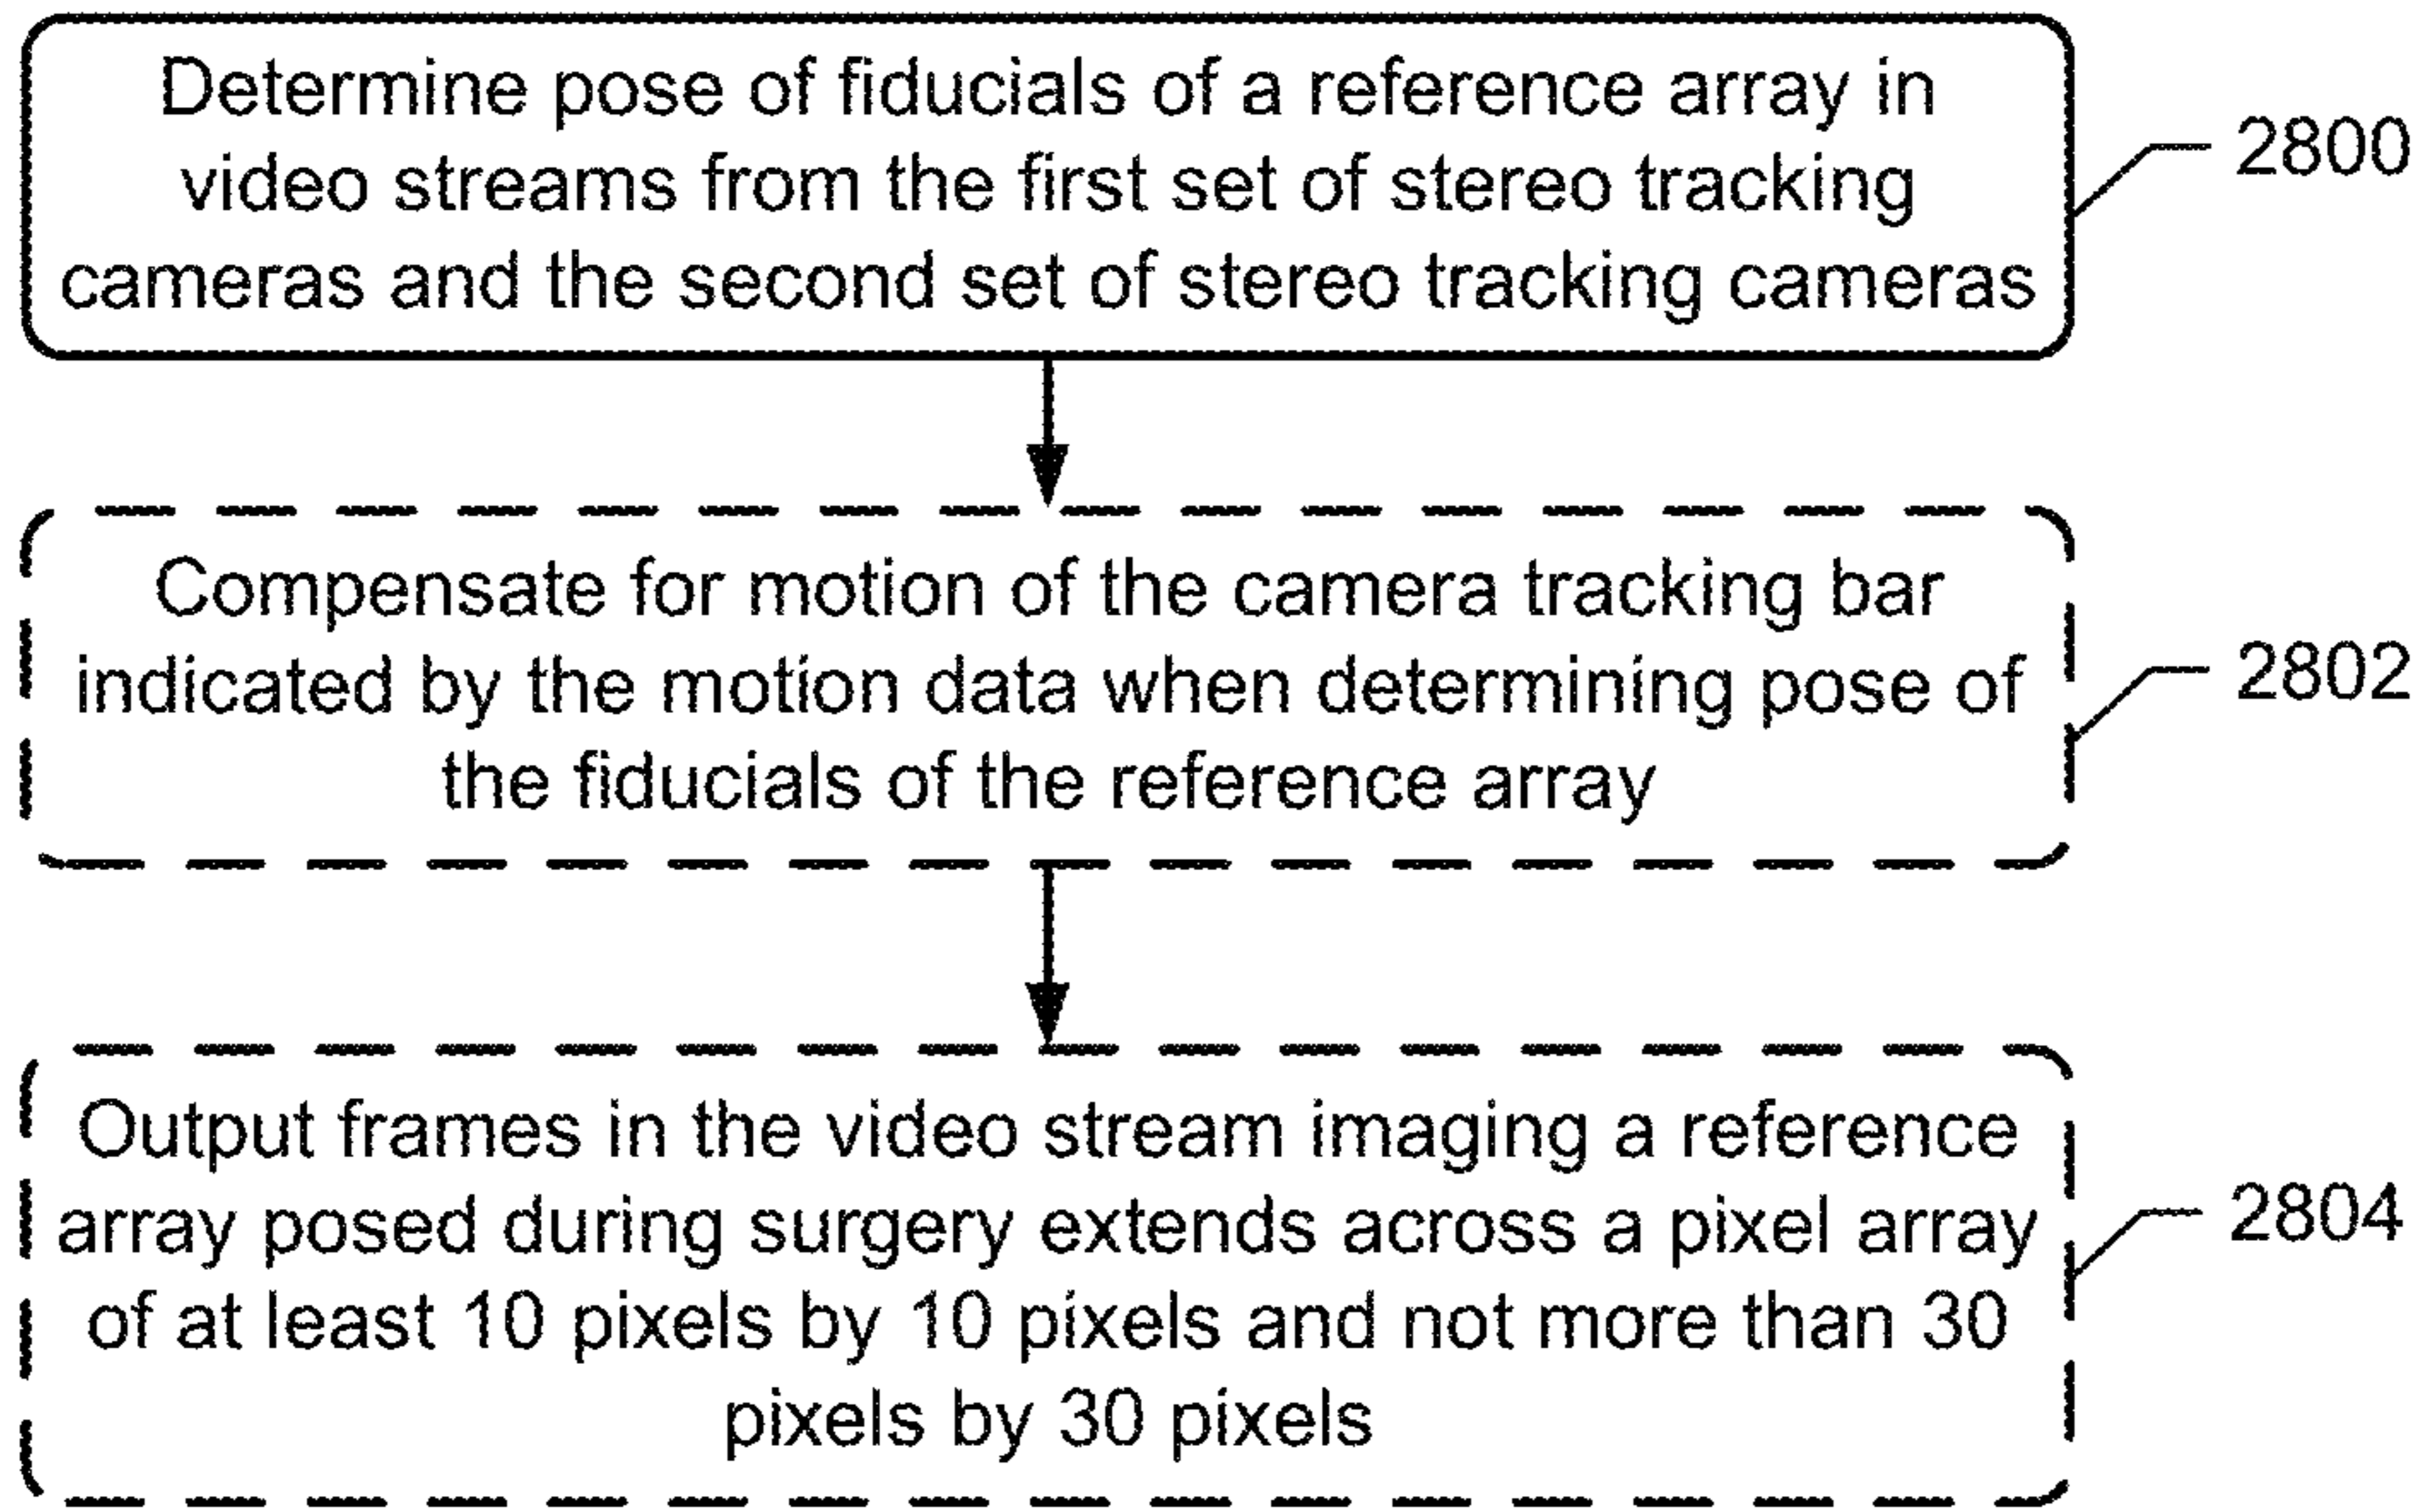 Determine pose of fiducials of a reference array in
video streams from the first set of stereo tracking
cameras and the second set of stereo tracking cameras
2800
Compensate for motion of the camera tracking bar
indicated by the motion data when determining pose of
the fiducials of the reference array
2802
Output frames in the video stream imaging a reference
array posed during surgery extends across a pixel array
of at least 10 pixels by 10 pixels and not more than 30
pixels by 30 pixels
2804